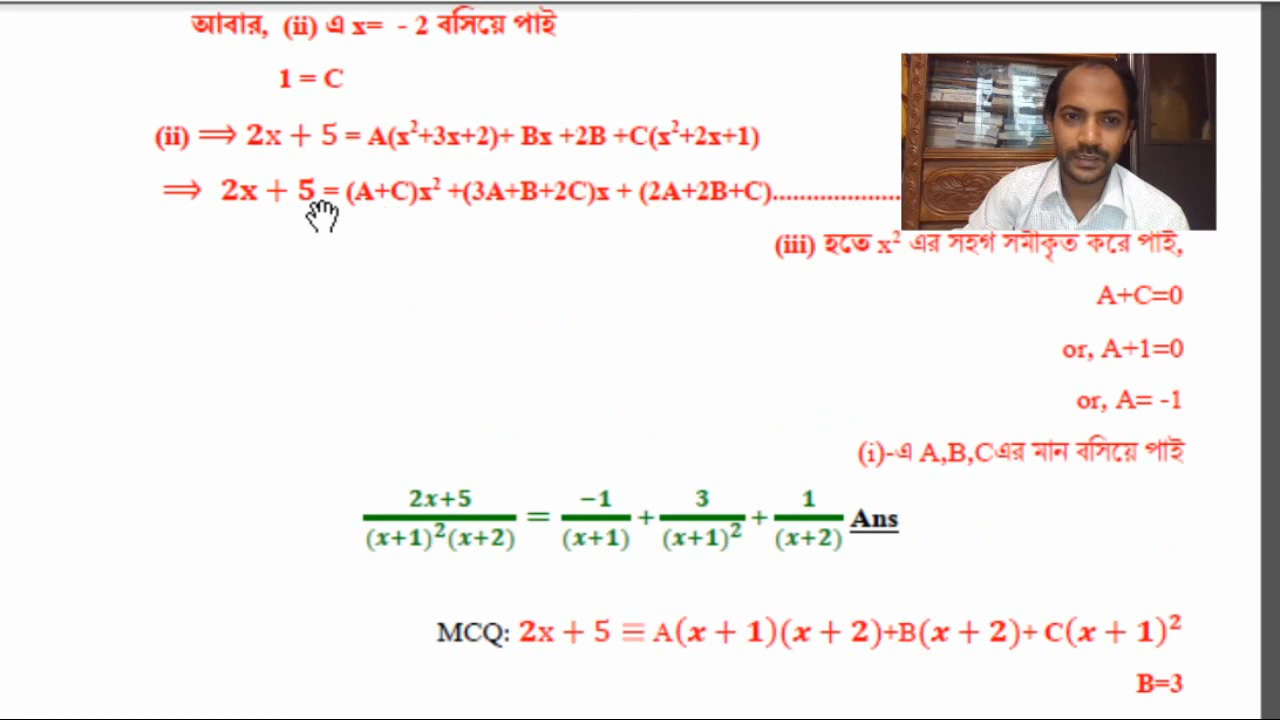 আবার, (ii) এ x= - 2 বসিয়ে পাই
1 = C
(ii) ⟹ 2x + 5 = A(x²+3x+2)+ Bx +2B +C(x²+2x+1)
⟹ 2x + 5 = (A+C)x² +(3A+B+2C)x + (2A+2B+C)....................
(iii) হতে x² এর সহগ সমীকৃত করে পাই,
A+C=0
or, A+1=0
or, A= -1
(i)-এ A,B,Cএর মান বসিয়ে পাই
2x+5/(x+1)²(x+2) = −1/(x+1) + 3/(x+1)² + 1/(x+2) Ans
MCQ: 2x + 5 ≡ A(x + 1)(x + 2)+B(x + 2)+ C(x + 1)²
B=3